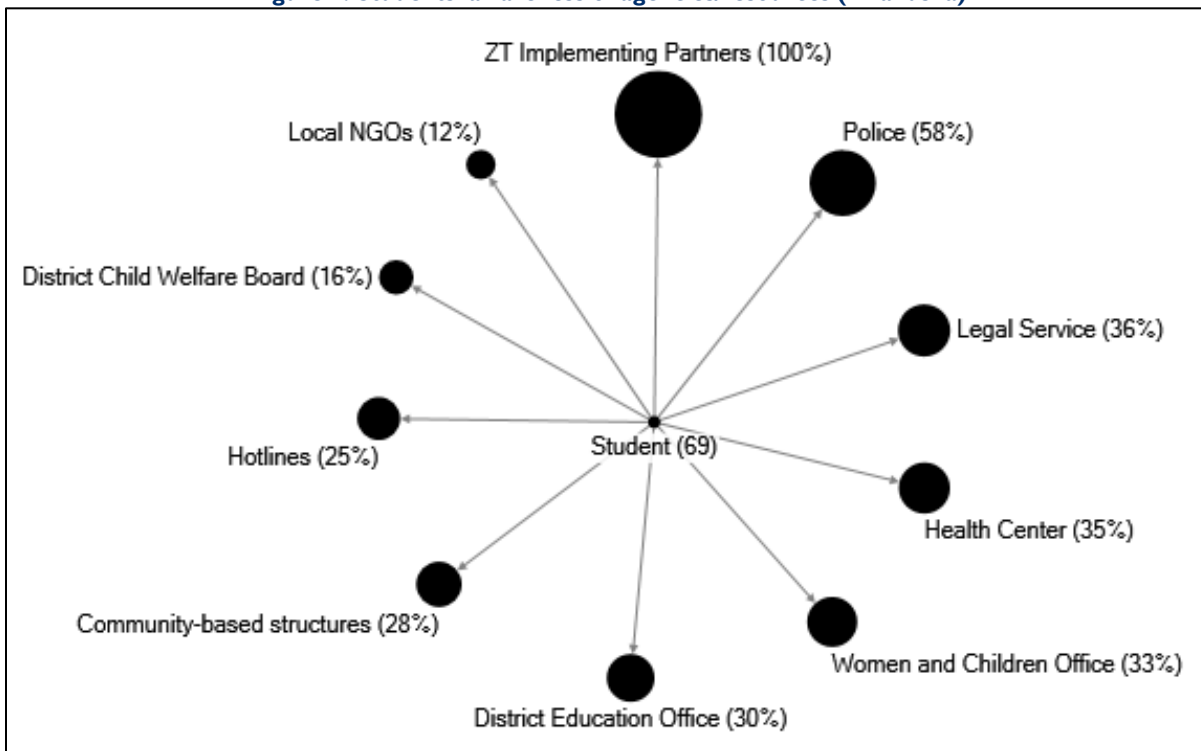 ZT Implementing Partners (100%)
Local NGOs (12%)
Police (58%)
District Child Welfare Board (16%)
Legal Service (36%)
Hotlines (25%)
Student (69)
Health Center (35%)
Community-based structures (28%)
Women and Children Office (33%)
District Education Office (30%)